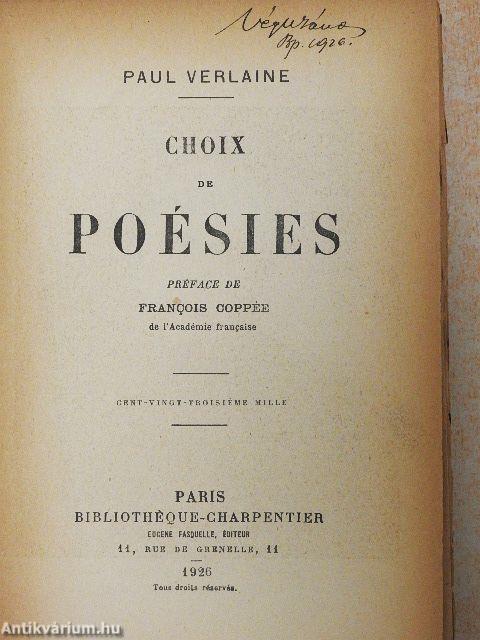 Bp. 1926.
PAUL VERLAINE
CHOIX
DE
POÉSIES
PRÉFACE DE
FRANÇOIS COPPÉE
de l'Académie française
CENT-VINGT-TROISIÈME MILLE
PARIS
BIBLIOTHÈQUE-CHARPENTIER
EUGÈNE FASQUELLE, ÉDITEUR
11, RUE DE GRENELLE, 11
1926
Tous droits réservés.
Antikvárium.hu